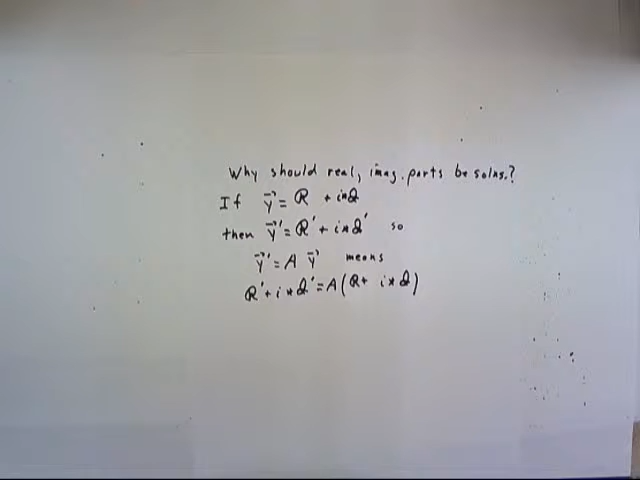 Why should real, imag. parts be solns.?
If y⃗ = R + i*Q
then y⃗' = R' + i*Q' so
y⃗' = A y⃗ means
R' + i*Q' = A(R + i*Q)